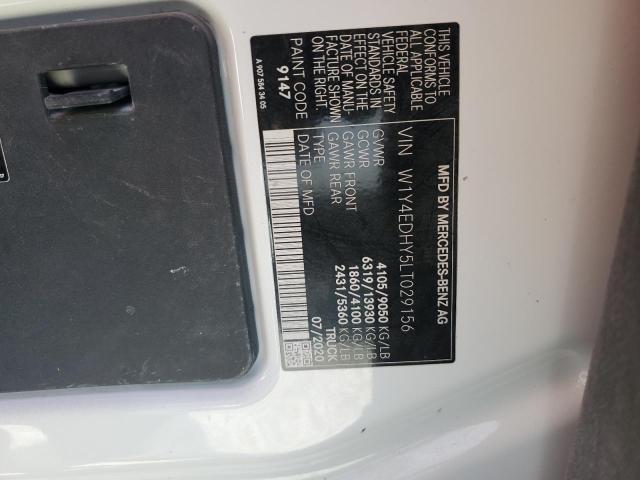 MFD BY MERCEDES-BENZ AG
VIN W1Y4EDHY5LT029156
GVWR 4105/9050 KG/LB
GCWR 6319/13930 KG/LB
GAWR FRONT 1860/4100 KG/LB
GAWR REAR 2431/5360 KG/LB
TYPE TRUCK
DATE OF MFD 07/2020
THIS VEHICLE
CONFORMS TO
ALL APPLICABLE
FEDERAL
VEHICLE SAFETY
STANDARDS IN
EFFECT ON THE
DATE OF MANU-
FACTURE SHOWN
ON THE RIGHT
PAINT CODE
9147
A 907 584 34 05